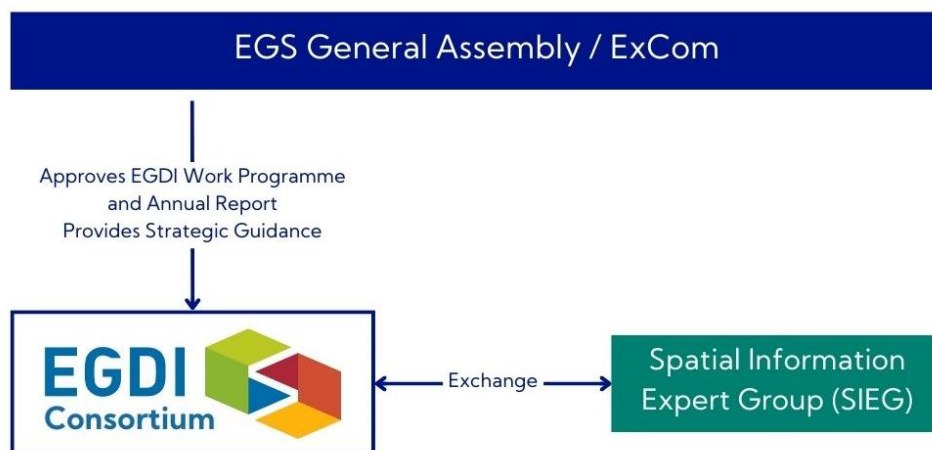 EGS General Assembly / ExCom
Approves EGDI Work Programme
and Annual Report
Provides Strategic Guidance
EGDI
Consortium
Exchange
Spatial Information
Expert Group (SIEG)